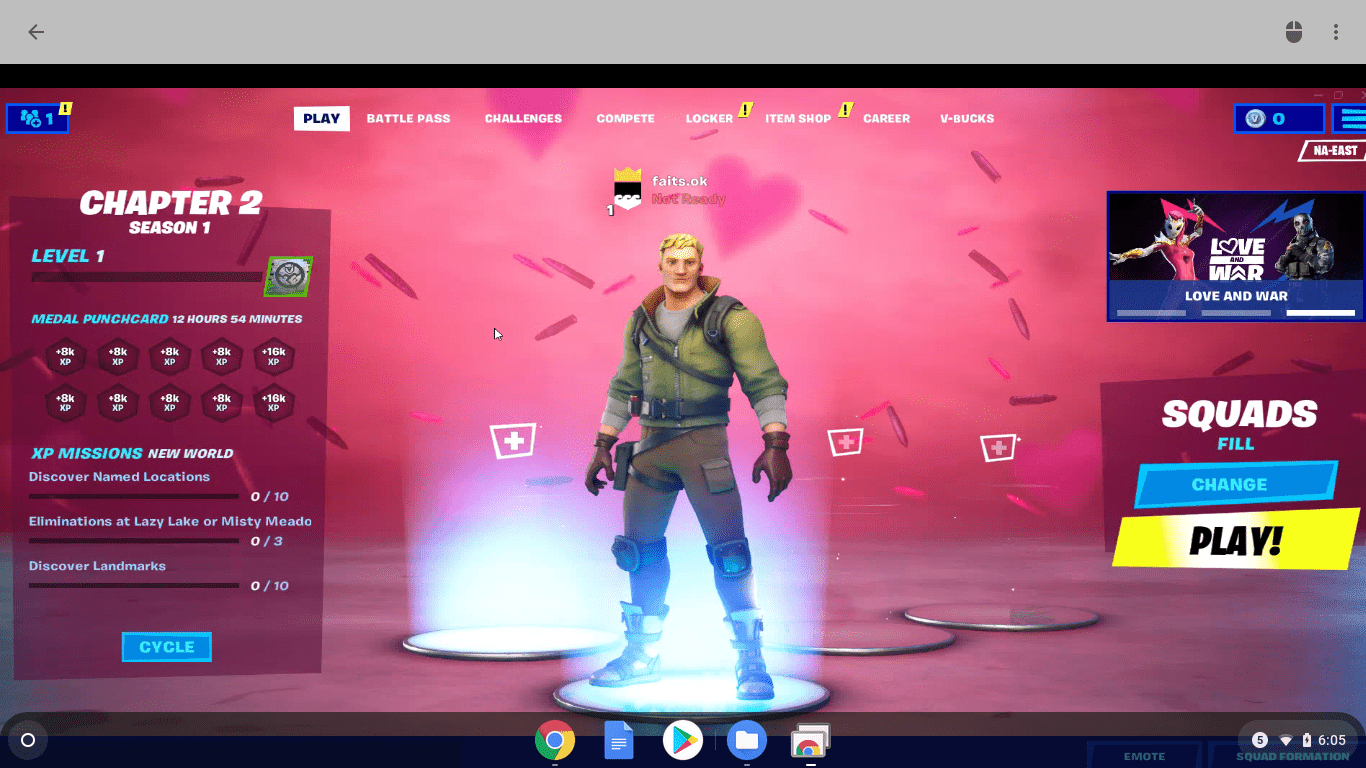 1
!
PLAY
BATTLE PASS
CHALLENGES
COMPETE
LOCKER
!
ITEM SHOP
!
CAREER
V-BUCKS
V
0
NA-EAST
faits.ok
Not Ready
1
CHAPTER 2
SEASON 1
LEVEL 1
MEDAL PUNCHCARD 12 HOURS 54 MINUTES
+8k XP
+8k XP
+8k XP
+8k XP
+16k XP
+8k XP
+8k XP
+8k XP
+8k XP
+16k XP
XP MISSIONS NEW WORLD
Discover Named Locations
0 / 10
Eliminations at Lazy Lake or Misty Meado
0 / 3
Discover Landmarks
0 / 10
CYCLE
LOVE
AND
WAR
LOVE AND WAR
SQUADS
FILL
CHANGE
PLAY!
EMOTE
SQUAD FORMATION
5
6:05